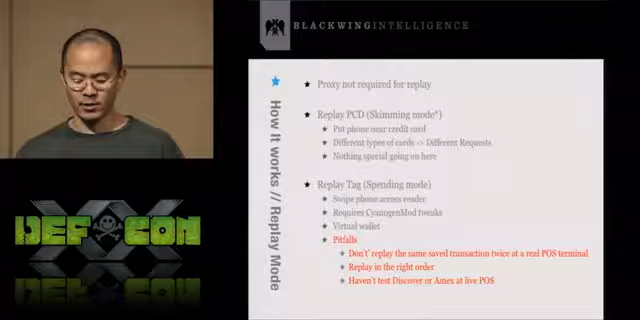 BLACKWINGINTELLIGENCE
How It works // Replay Mode
Proxy not required for replay
Replay PCD (Skimming mode*)
Put phone near credit card
Different types of cards -> Different Requests
Nothing special going on here
Replay Tag (Spending mode)
Swipe phone across reader
Requires CyanogenMod tweaks
Virtual wallet
Pitfalls
Don't' replay the same saved transaction twice at a real POS terminal
Replay in the right order
Haven't test Discover or Amex at live POS
XX
DEF CON